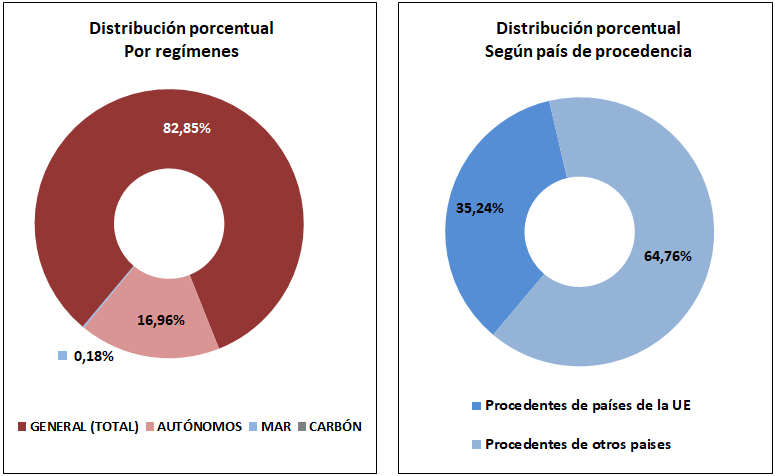 Distribución porcentual
Por regímenes
82,85%
16,96%
0,18%
GENERAL (TOTAL) AUTÓNOMOS MAR CARBÓN
Distribución porcentual
Según país de procedencia
35,24%
64,76%
Procedentes de países de la UE
Procedentes de otros paises